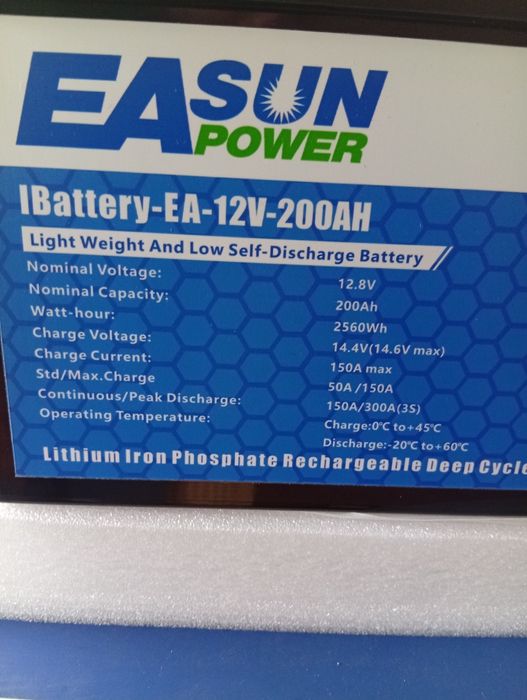 EASUN
POWER
IBattery-EA-12V-200AH
Light Weight And Low Self-Discharge Battery
Nominal Voltage: 12.8V
Nominal Capacity: 200Ah
Watt-hour: 2560Wh
Charge Voltage: 14.4V(14.6V max)
Charge Current: 150A max
Std/Max.Charge 50A /150A
Continuous/Peak Discharge: 150A/300A(3S)
Operating Temperature: Charge:0℃ to+45℃
Discharge:-20℃ to+60℃
Lithium Iron Phosphate Rechargeable Deep Cycle